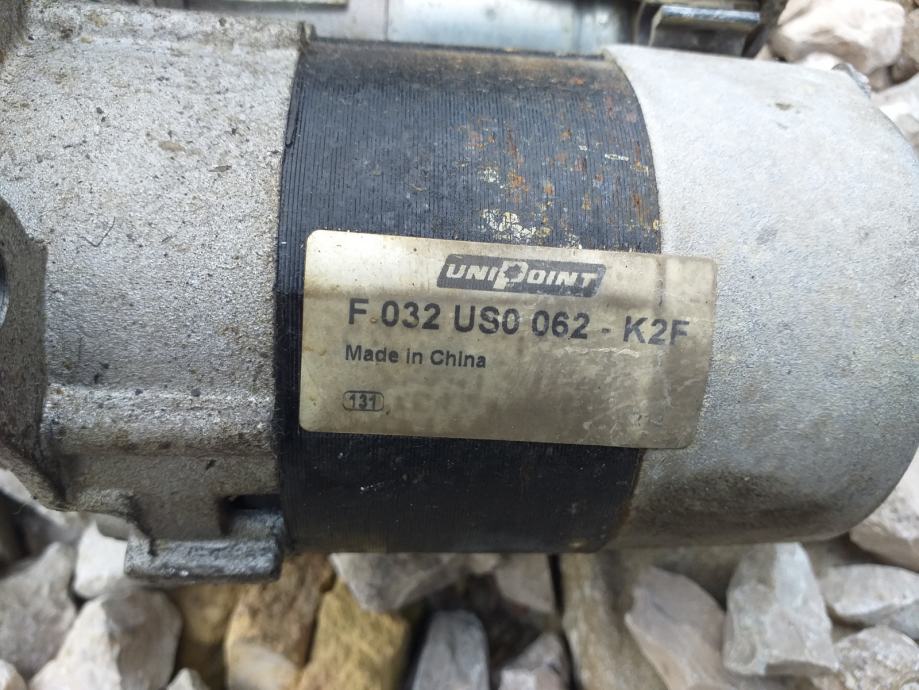 UNIPOINT
F 032 US0 062 - K2F
Made in China
131